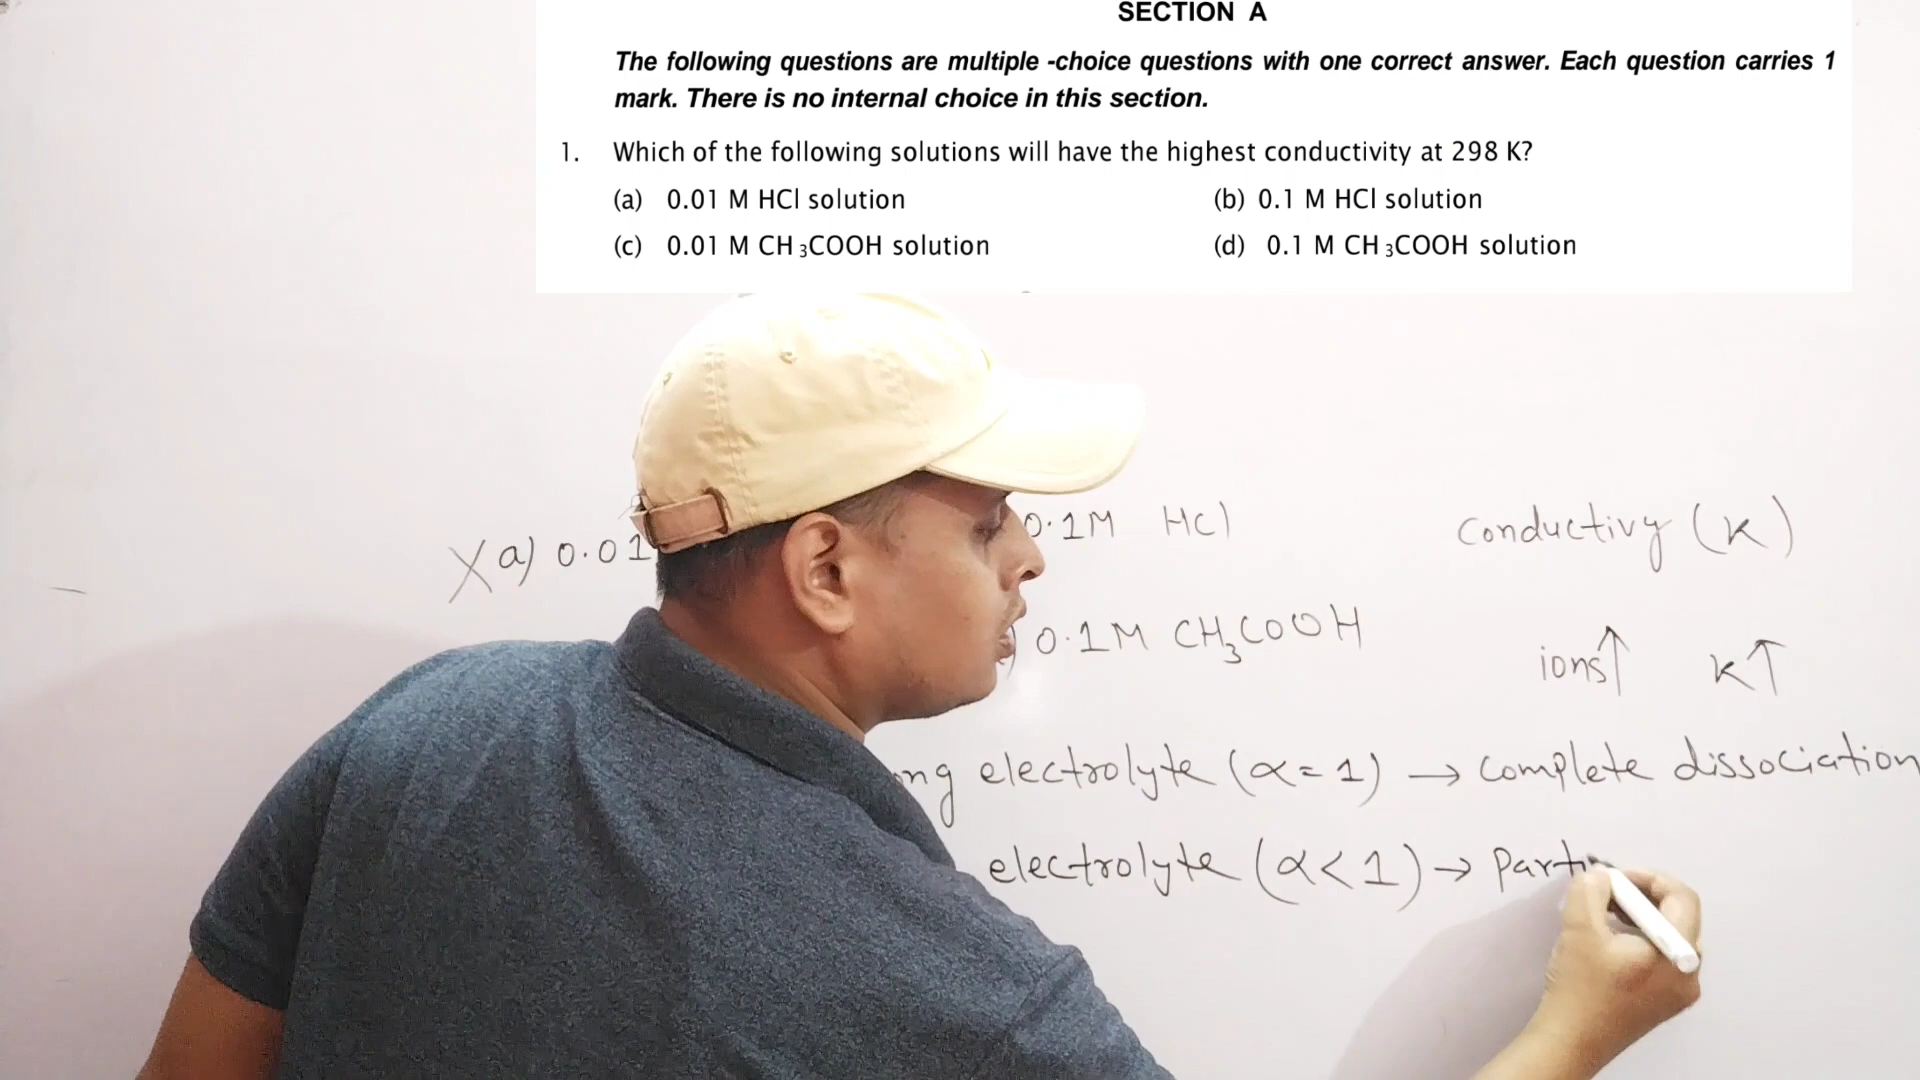 SECTION A
The following questions are multiple -choice questions with one correct answer. Each question carries 1
mark. There is no internal choice in this section.
1. Which of the following solutions will have the highest conductivity at 298 K?
(a) 0.01 M HCl solution (b) 0.1 M HCl solution
(c) 0.01 M CH3COOH solution (d) 0.1 M CH3COOH solution
X a) 0.01 0.1M HCl Conductivy (K)
) 0.1M CH3COOH ions↑ K↑
ng electrolyte (α=1) → Complete dissociation
electrolyte (α<1) → Parti